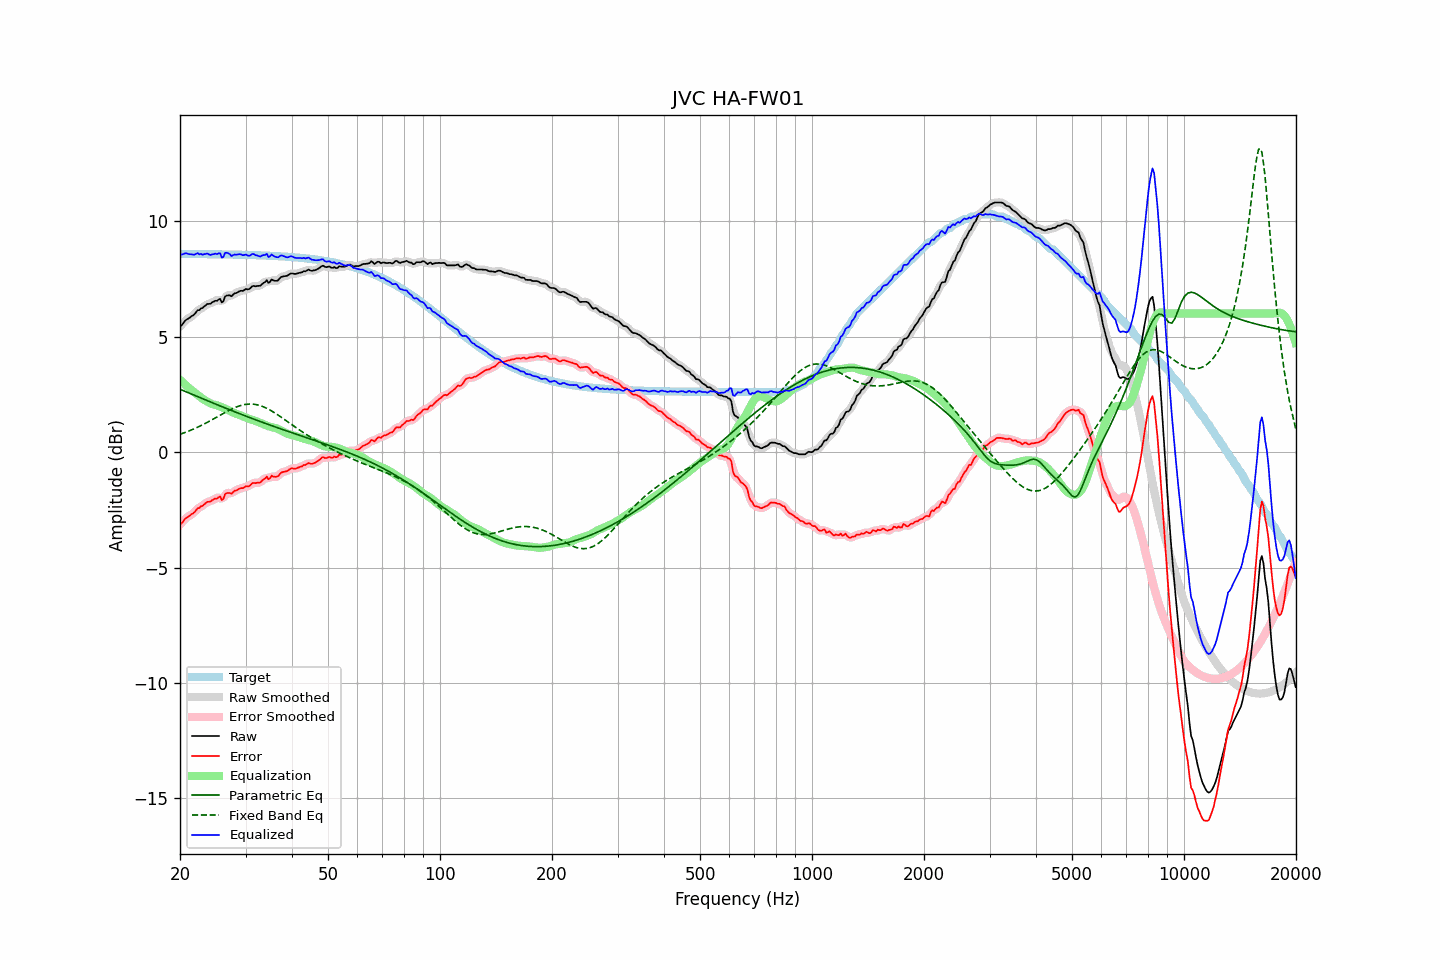 JVC HA-FW01
Amplitude (dBr)
10
5
0
−5
−10
−15
Target
Raw Smoothed
Error Smoothed
Raw
Error
Equalization
Parametric Eq
Fixed Band Eq
Equalized
20 50 100 200 500 1000 2000 5000 10000 20000
Frequency (Hz)